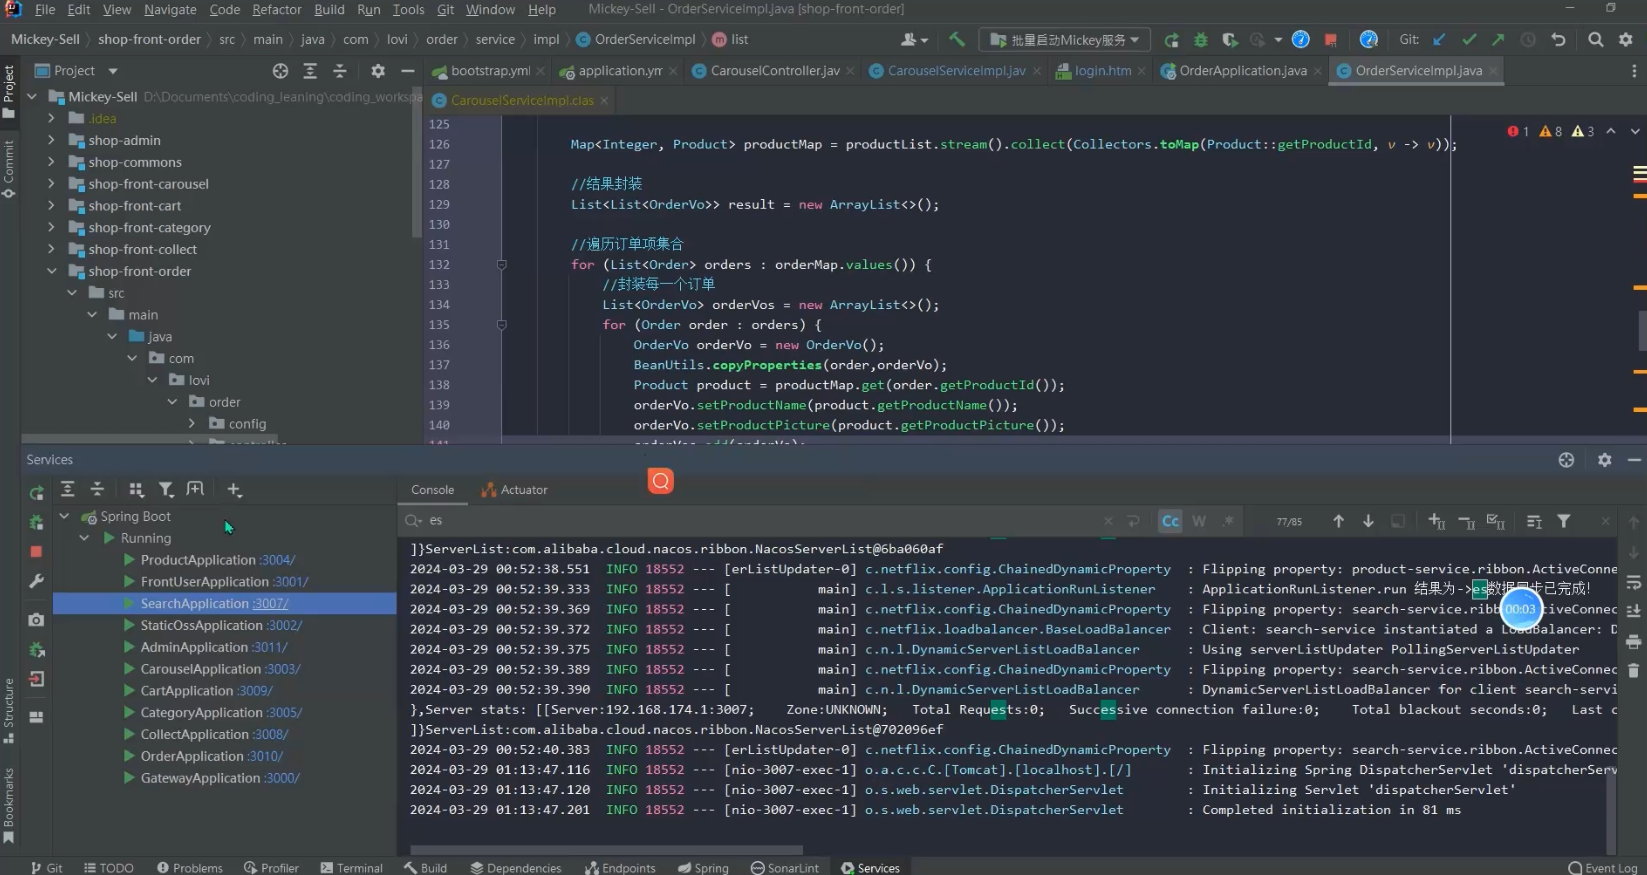 File Edit View Navigate Code Refactor Build Run Tools Git Window Help Mickey-Sell - OrderServiceImpl.java [shop-front-order]
Mickey-Sell shop-front-order src main java com lovi order service impl OrderServiceImpl list 批量启动Mickey服务 Git:
Project bootstrap.yml application.ym CarouselController.jav CarouselServiceImpl.jav login.htm OrderApplication.java OrderServiceImpl.java
CarouselServiceImpl.clas
Project
Commit
Structure
Bookmarks
Mickey-Sell D:\Documents\coding_leaning\coding_workspa
.idea
shop-admin
shop-commons
shop-front-carousel
shop-front-cart
shop-front-category
shop-front-collect
shop-front-order
src
main
java
com
lovi
order
config
1 8 3
125
126 Map<Integer, Product> productMap = productList.stream().collect(Collectors.toMap(Product::getProductId, v -> v));
127
128 //结果封装
129 List<List<OrderVo>> result = new ArrayList<>();
130
131 //遍历订单项集合
132 for (List<Order> orders : orderMap.values()) {
133 //封装每一个订单
134 List<OrderVo> orderVos = new ArrayList<>();
135 for (Order order : orders) {
136 OrderVo orderVo = new OrderVo();
137 BeanUtils.copyProperties(order,orderVo);
138 Product product = productMap.get(order.getProductId());
139 orderVo.setProductName(product.getProductName());
140 orderVo.setProductPicture(product.getProductPicture());
Services
Spring Boot
Running
ProductApplication :3004/
FrontUserApplication :3001/
SearchApplication :3007/
StaticOssApplication :3002/
AdminApplication :3011/
CarouselApplication :3003/
CartApplication :3009/
CategoryApplication :3005/
CollectApplication :3008/
OrderApplication :3010/
GatewayApplication :3000/
Console Actuator
es Cc W 77/85
]}ServerList:com.alibaba.cloud.nacos.ribbon.NacosServerList@6ba060af
2024-03-29 00:52:38.551 INFO 18552 --- [erListUpdater-0] c.netflix.config.ChainedDynamicProperty : Flipping property: product-service.ribbon.ActiveConne
2024-03-29 00:52:39.333 INFO 18552 --- [ main] c.l.s.listener.ApplicationRunListener : ApplicationRunListener.run 结果为->es数据同步已完成!
2024-03-29 00:52:39.371 INFO 18552 --- [ main] c.netflix.config.ChainedDynamicProperty : Flipping property: search-service.ribb
2024-03-29 00:52:39.372 INFO 18552 --- [ main] c.netflix.loadbalancer.BaseLoadBalancer : Client: search-service instantiated a LoadBalancer: D
2024-03-29 00:52:39.375 INFO 18552 --- [ main] c.n.l.DynamicServerListLoadBalancer : Using serverListUpdater PollingServerListUpdater
2024-03-29 00:52:39.389 INFO 18552 --- [ main] c.netflix.config.ChainedDynamicProperty : Flipping property: search-service.ribbon.ActiveConnec
2024-03-29 00:52:39.390 INFO 18552 --- [ main] c.n.l.DynamicServerListLoadBalancer : DynamicServerListLoadBalancer for client search-servi
},Server stats: [[Server:192.168.174.1:3007; Zone:UNKNOWN; Total Requests:0; Successive connection failure:0; Total blackout seconds:0; Last c
]}ServerList:com.alibaba.cloud.nacos.ribbon.NacosServerList@702096ef
2024-03-29 00:52:40.383 INFO 18552 --- [erListUpdater-0] c.netflix.config.ChainedDynamicProperty : Flipping property: search-service.ribbon.ActiveConnec
2024-03-29 01:13:47.116 INFO 18552 --- [nio-3007-exec-1] o.a.c.c.C.[Tomcat].[localhost].[/] : Initializing Spring DispatcherServlet 'dispatcherServ
2024-03-29 01:13:47.120 INFO 18552 --- [nio-3007-exec-1] o.s.web.servlet.DispatcherServlet : Initializing Servlet 'dispatcherServlet'
2024-03-29 01:13:47.201 INFO 18552 --- [nio-3007-exec-1] o.s.web.servlet.DispatcherServlet : Completed initialization in 81 ms
00:03
Git TODO Problems Profiler Terminal Build Dependencies Endpoints Spring SonarLint Services Event Log